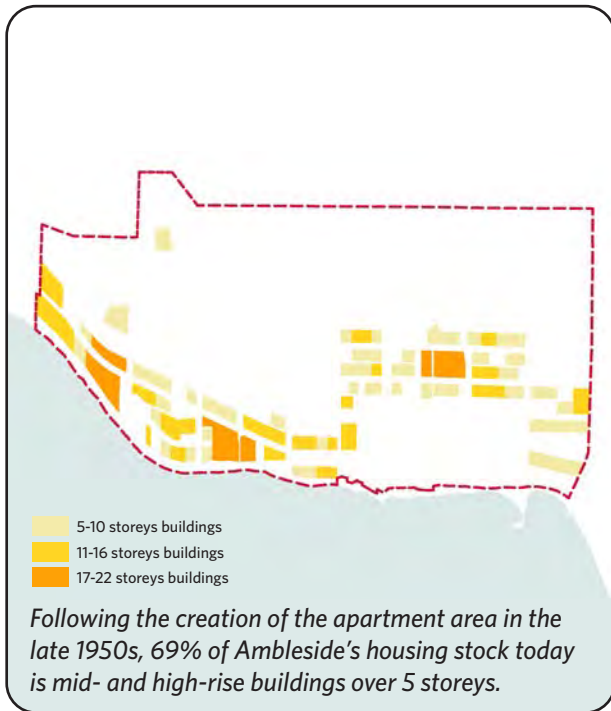 5-10 storeys buildings
11-16 storeys buildings
17-22 storeys buildings
Following the creation of the apartment area in the
late 1950s, 69% of Ambleside's housing stock today
is mid- and high-rise buildings over 5 storeys.